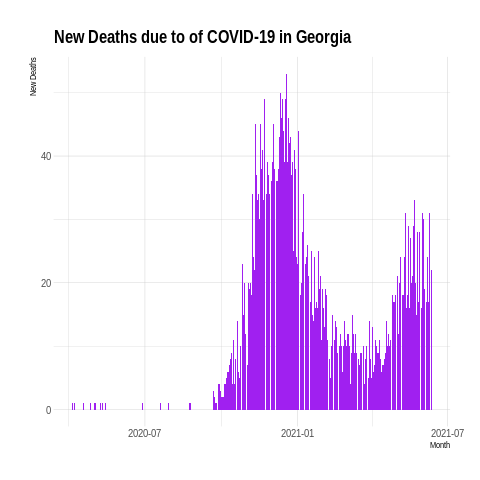 New Deaths due to of COVID-19 in Georgia
New Deaths
40
20
0
2020-07
2021-01
2021-07
Month